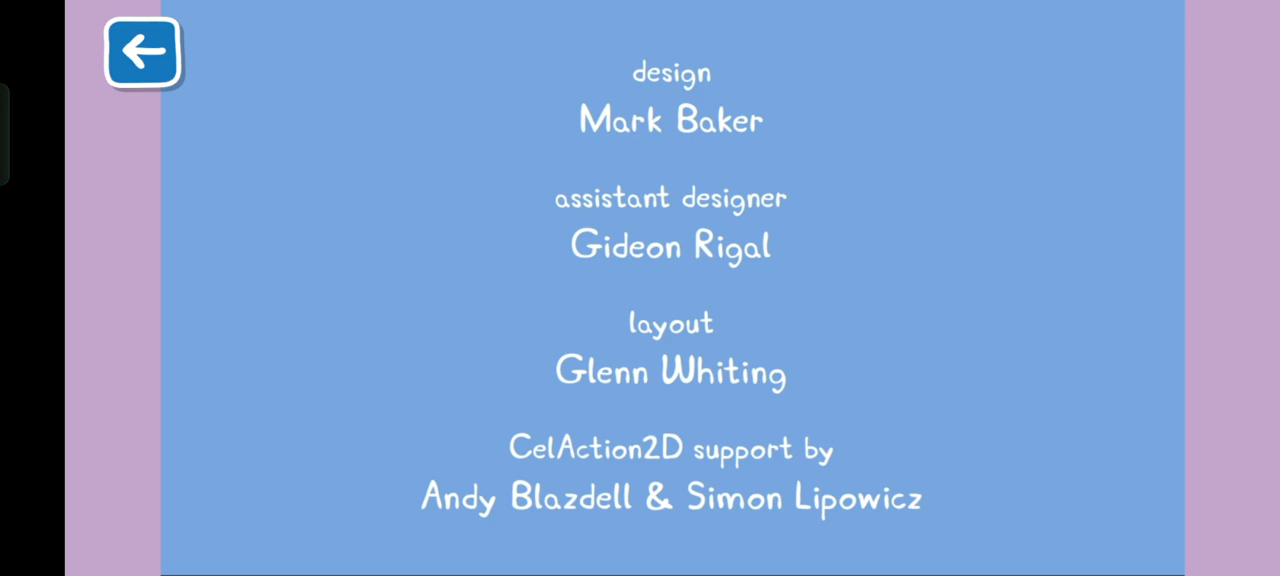 design
Mark Baker
assistant designer
Gideon Rigal
layout
Glenn Whiting
CelAction2D support by
Andy Blazdell & Simon Lipowicz